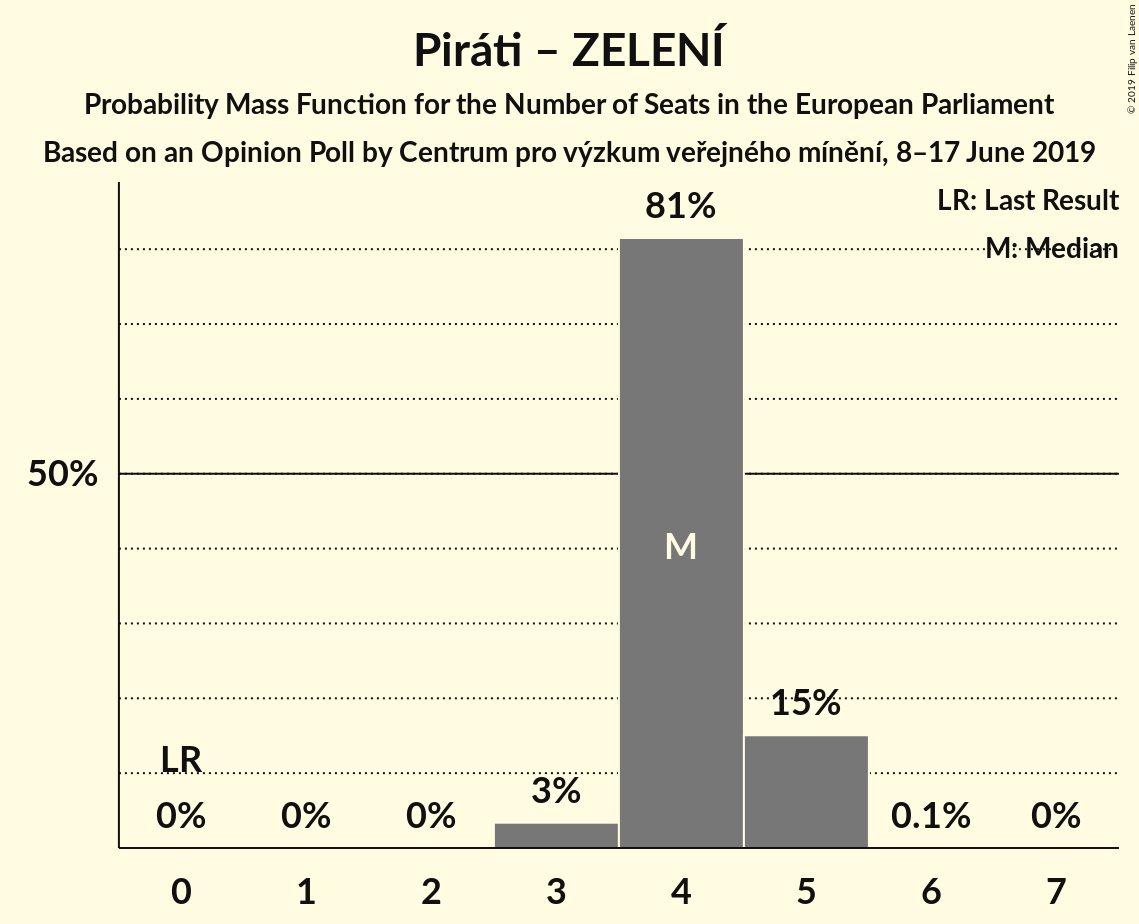 Piráti – ZELENÍ
Probability Mass Function for the Number of Seats in the European Parliament
Based on an Opinion Poll by Centrum pro výzkum veřejného mínění, 8–17 June 2019
© 2019 Filip van Laenen
LR: Last Result
M: Median
81%
50%
M
15%
LR
3%
0% 0% 0% 0.1% 0%
0 1 2 3 4 5 6 7